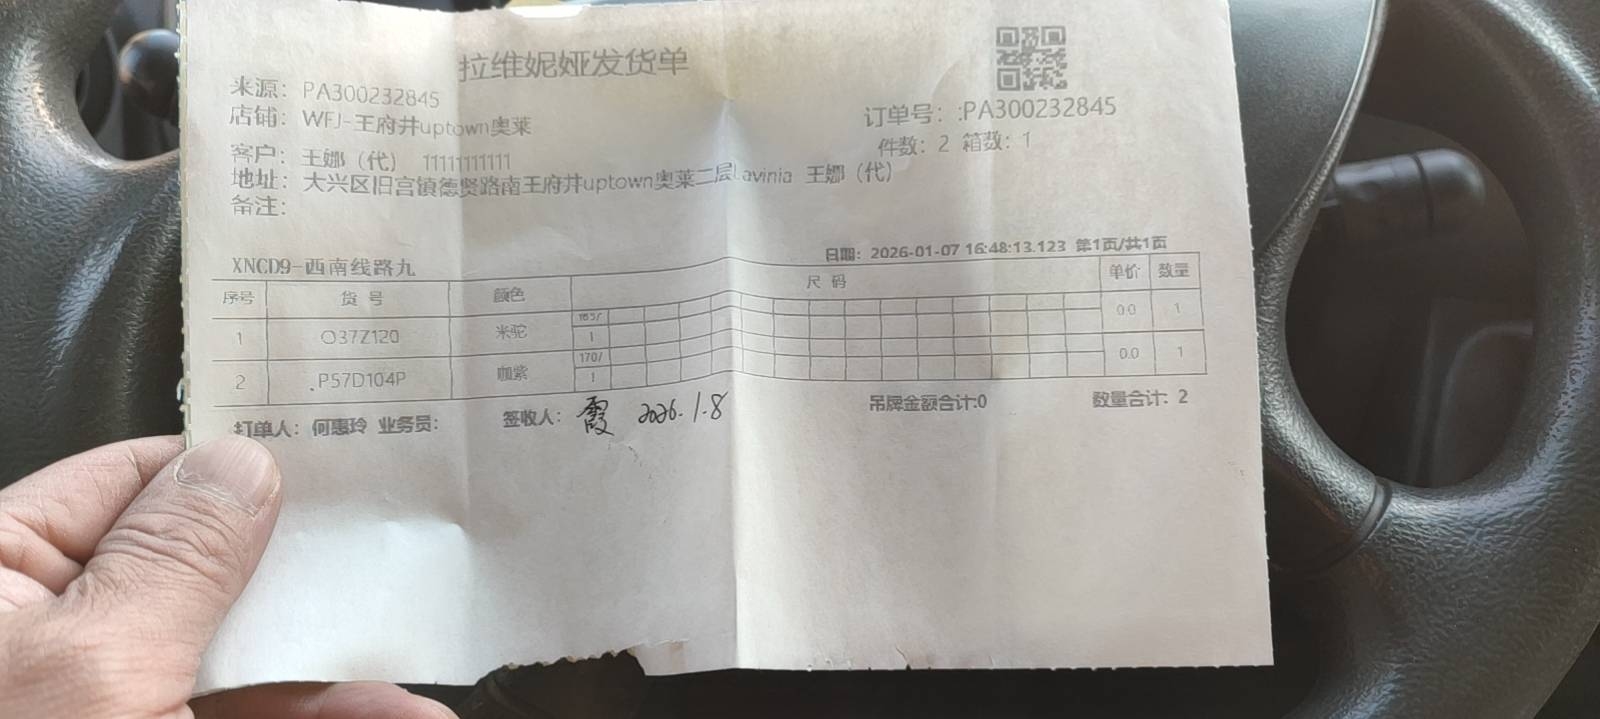 拉维妮娅发货单
来源: PA300232845
订单号: :PA300232845
店铺: WFJ-王府井uptown奥莱
件数: 2 箱数: 1
客户: 王娜（代） 11111111111
地址: 大兴区旧宫镇德贤路南王府井uptown奥莱二层Lavinia 王娜（代）
备注:
XNCD9-西南线路九
日期: 2026-01-07 16:48:13.123 第1页/共1页
序号 货号 颜色 尺码 单价 数量
165/
1 O37Z120 米驼 1 0.0 1
170/
2 .P57D104P 咖紫 1 0.0 1
打单人: 何惠玲 业务员: 签收人: 霞 2026.1.8 吊牌金额合计:0 数量合计: 2